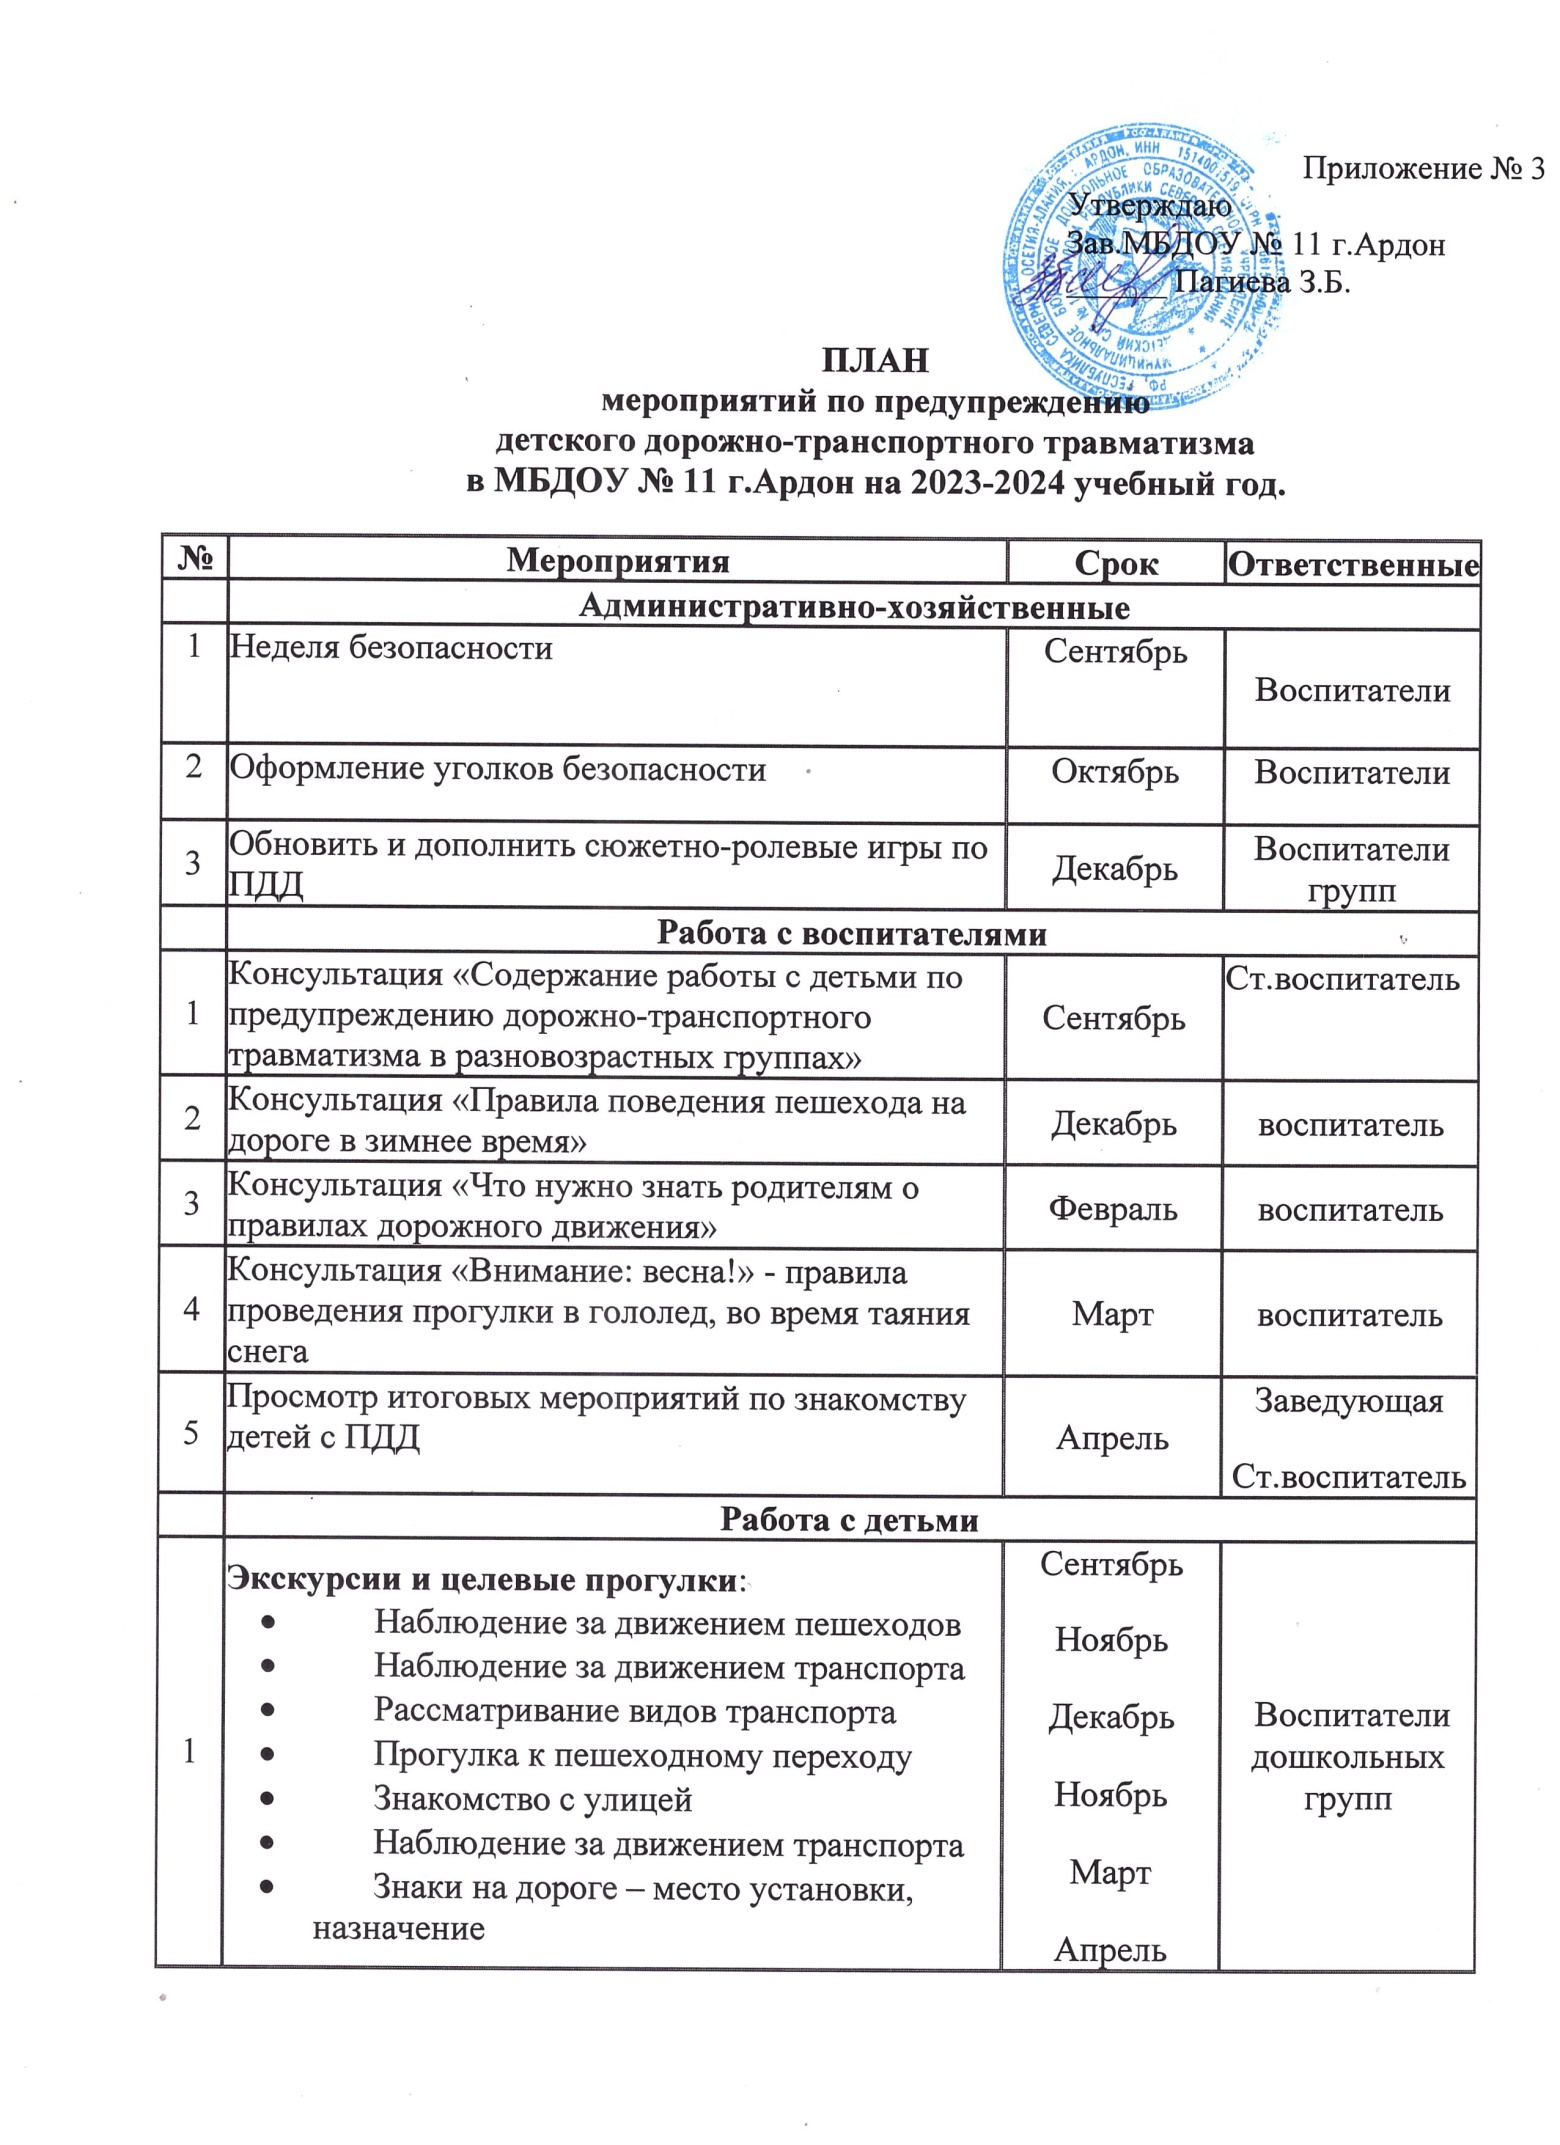 Приложение № 3
Утверждаю
Зав.МБДОУ № 11 г.Ардон
______ Пагиева З.Б.
ПЛАН
мероприятий по предупреждению
детского дорожно-транспортного травматизма
в МБДОУ № 11 г.Ардон на 2023-2024 учебный год.
№ Мероприятия Срок Ответственные
Административно-хозяйственные
1 Неделя безопасности Сентябрь
Воспитатели
2 Оформление уголков безопасности Октябрь Воспитатели
3 Обновить и дополнить сюжетно-ролевые игры по
ПДД
Декабрь
Воспитатели
групп
Работа с воспитателями
1
Консультация «Содержание работы с детьми по
предупреждению дорожно-транспортного
травматизма в разновозрастных группах»
Сентябрь
Ст.воспитатель
2
Консультация «Правила поведения пешехода на
дороге в зимнее время»
Декабрь
воспитатель
3
Консультация «Что нужно знать родителям о
правилах дорожного движения»
Февраль
воспитатель
4
Консультация «Внимание: весна!» - правила
проведения прогулки в гололед, во время таяния
снега
Март
воспитатель
5
Просмотр итоговых мероприятий по знакомству
детей с ПДД
Апрель
Заведующая
Ст.воспитатель
Работа с детьми
1
Экскурсии и целевые прогулки:
• Наблюдение за движением пешеходов
• Наблюдение за движением транспорта
• Рассматривание видов транспорта
• Прогулка к пешеходному переходу
• Знакомство с улицей
• Наблюдение за движением транспорта
• Знаки на дороге – место установки,
назначение
Сентябрь
Ноябрь
Декабрь
Ноябрь
Март
Апрель
Воспитатели
дошкольных
групп